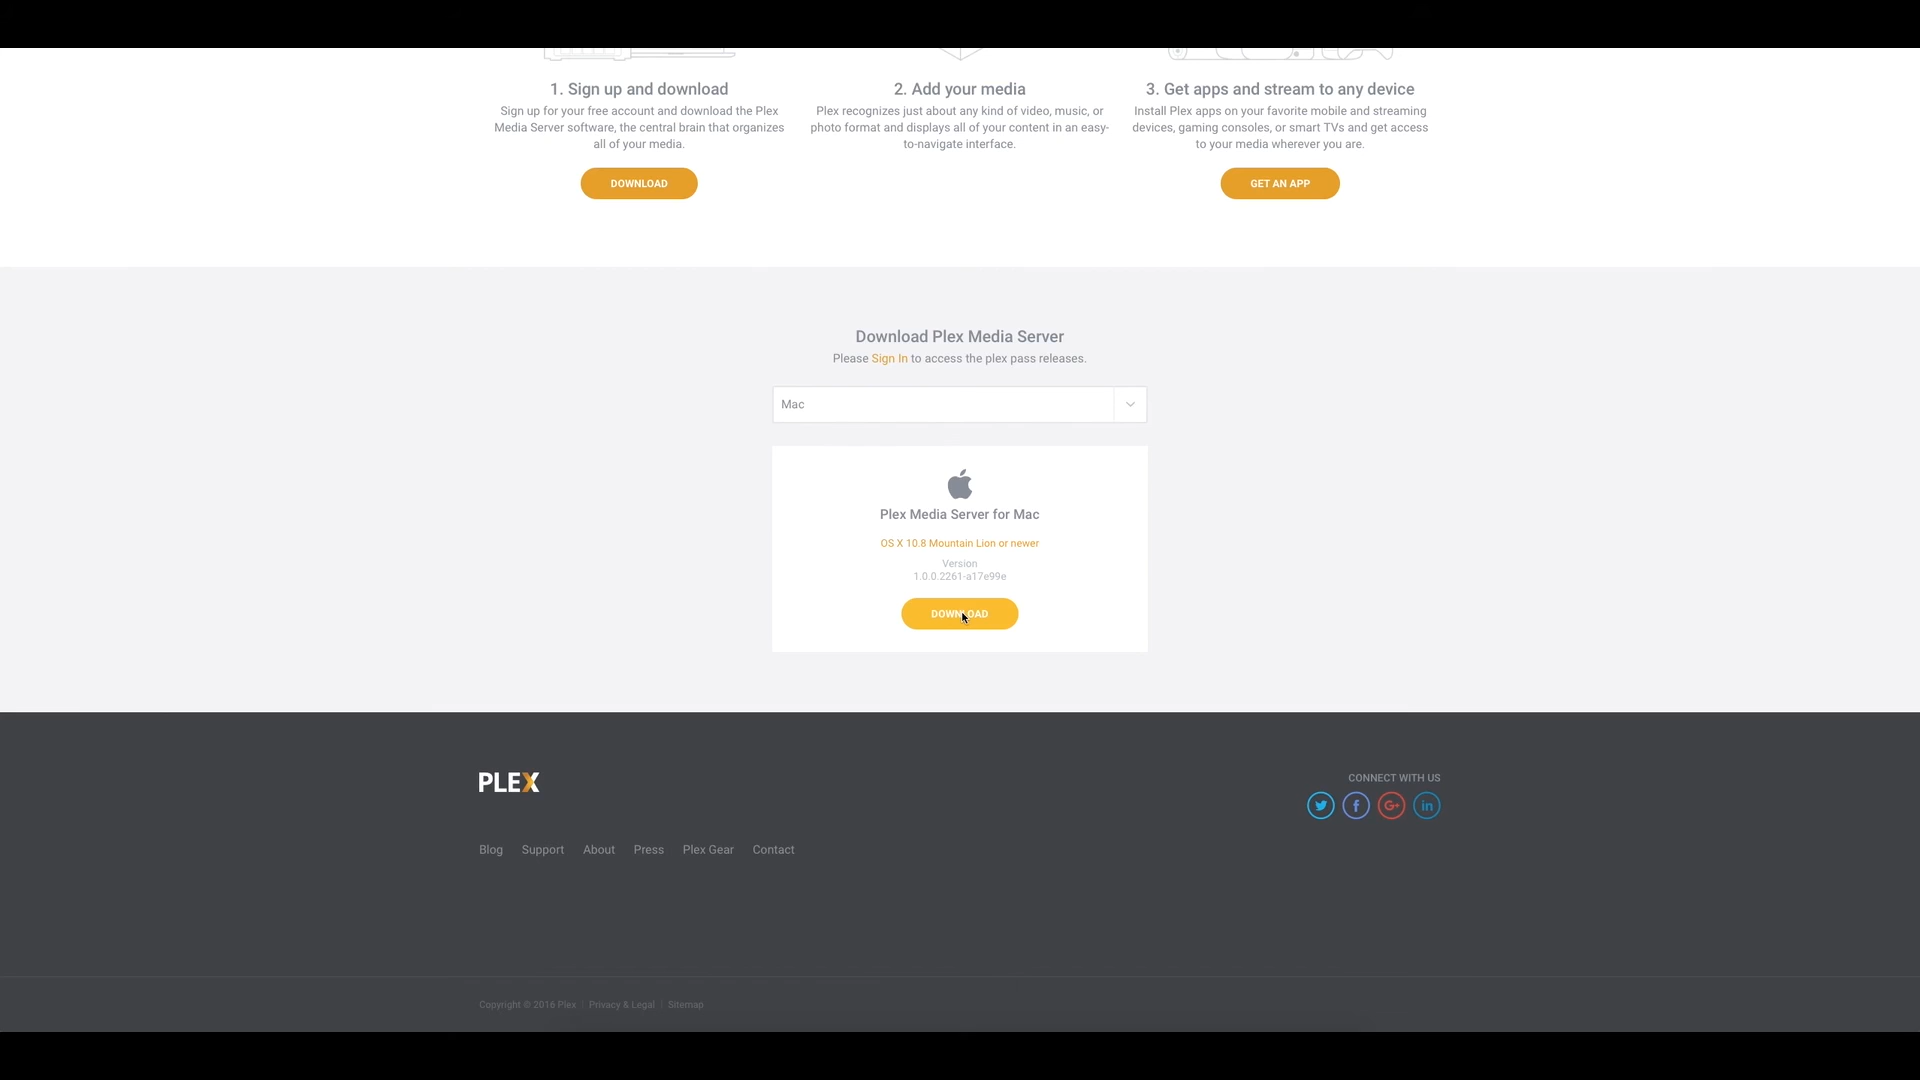 1. Sign up and download
Sign up for your free account and download the Plex
Media Server software, the central brain that organizes
all of your media.
DOWNLOAD
2. Add your media
Plex recognizes just about any kind of video, music, or
photo format and displays all of your content in an easy-
to-navigate interface.
3. Get apps and stream to any device
Install Plex apps on your favorite mobile and streaming
devices, gaming consoles, or smart TVs and get access
to your media wherever you are.
GET AN APP
Download Plex Media Server
Please Sign In to access the plex pass releases.
Mac
Plex Media Server for Mac
OS X 10.8 Mountain Lion or newer
Version
1.0.0.2261-a17e99e
DOWNLOAD
PLEX
CONNECT WITH US
Blog Support About Press Plex Gear Contact
Copyright © 2016 Plex | Privacy & Legal | Sitemap